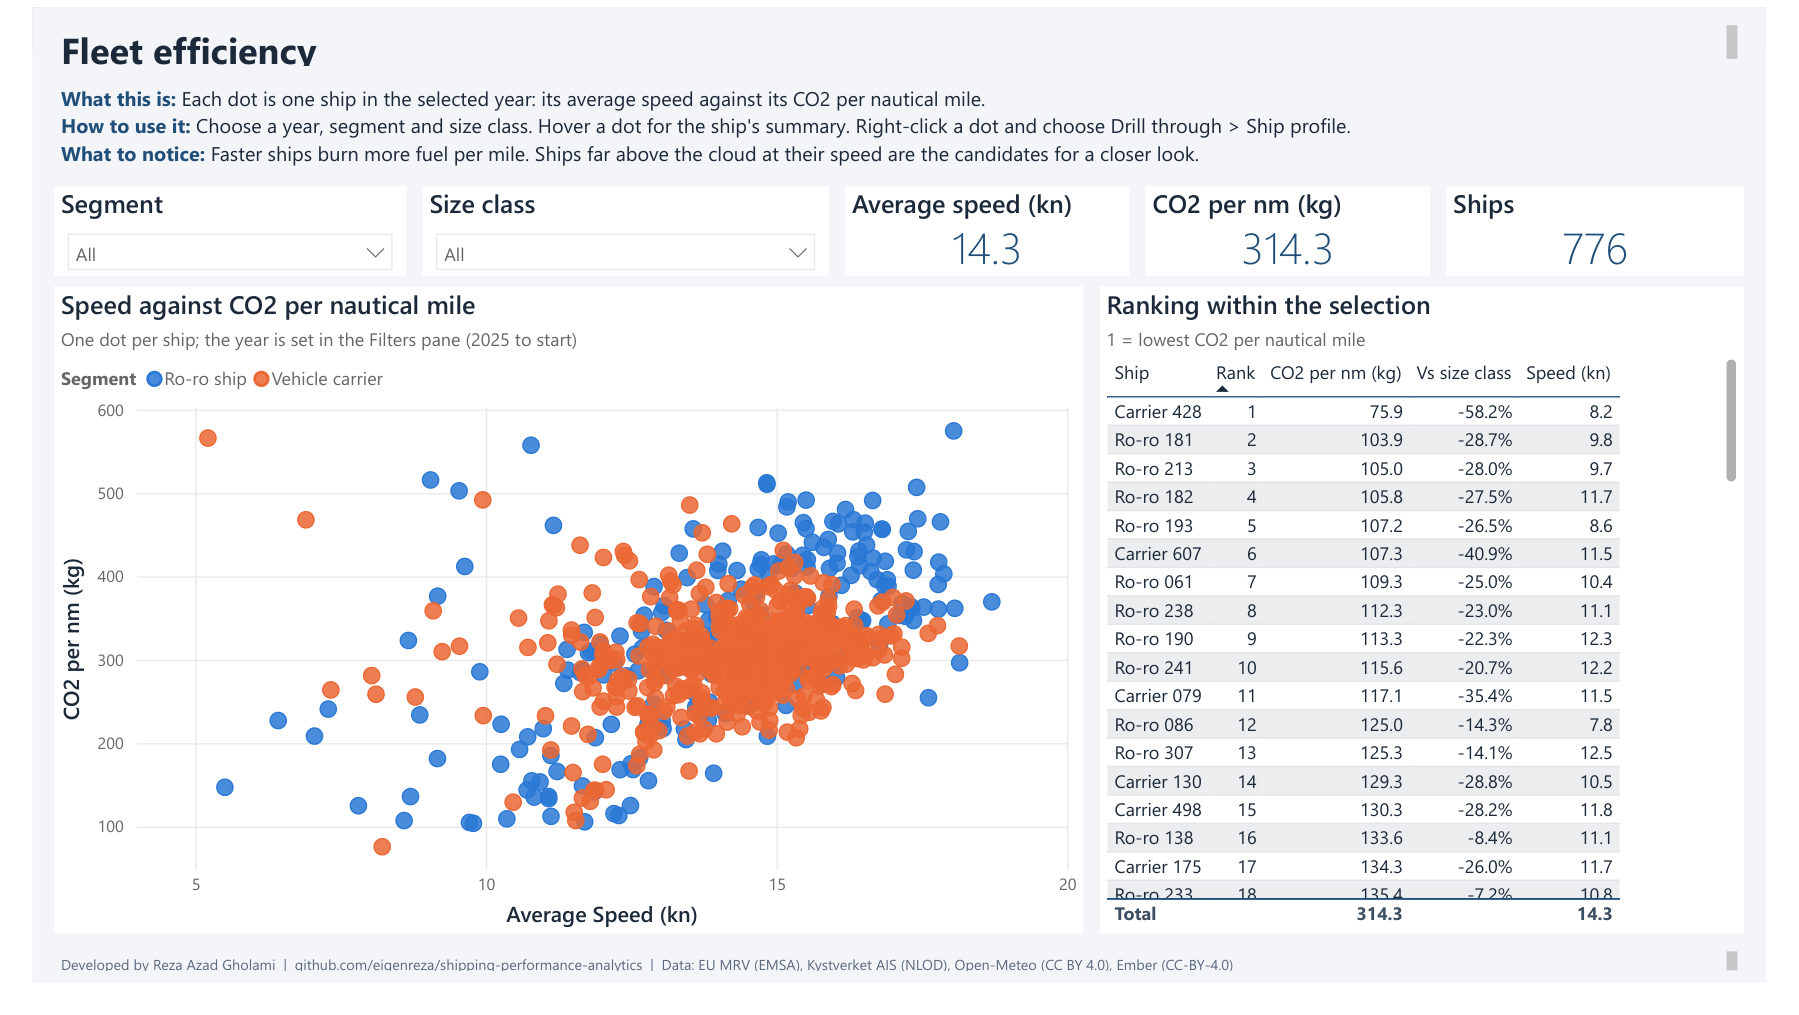 Fleet efficiency
What this is: Each dot is one ship in the selected year: its average speed against its CO2 per nautical mile.
How to use it: Choose a year, segment and size class. Hover a dot for the ship's summary. Right-click a dot and choose Drill through > Ship profile.
What to notice: Faster ships burn more fuel per mile. Ships far above the cloud at their speed are the candidates for a closer look.
Segment
All
Size class
All
Average speed (kn)
14.3
CO2 per nm (kg)
314.3
Ships
776
Speed against CO2 per nautical mile
One dot per ship; the year is set in the Filters pane (2025 to start)
Segment Ro-ro ship Vehicle carrier
CO2 per nm (kg)
600
500
400
300
200
100
5 10 15 20
Average Speed (kn)
Ranking within the selection
1 = lowest CO2 per nautical mile
Ship Rank CO2 per nm (kg) Vs size class Speed (kn)
Carrier 428 1 75.9 -58.2% 8.2
Ro-ro 181 2 103.9 -28.7% 9.8
Ro-ro 213 3 105.0 -28.0% 9.7
Ro-ro 182 4 105.8 -27.5% 11.7
Ro-ro 193 5 107.2 -26.5% 8.6
Carrier 607 6 107.3 -40.9% 11.5
Ro-ro 061 7 109.3 -25.0% 10.4
Ro-ro 238 8 112.3 -23.0% 11.1
Ro-ro 190 9 113.3 -22.3% 12.3
Ro-ro 241 10 115.6 -20.7% 12.2
Carrier 079 11 117.1 -35.4% 11.5
Ro-ro 086 12 125.0 -14.3% 7.8
Ro-ro 307 13 125.3 -14.1% 12.5
Carrier 130 14 129.3 -28.8% 10.5
Carrier 498 15 130.3 -28.2% 11.8
Ro-ro 138 16 133.6 -8.4% 11.1
Carrier 175 17 134.3 -26.0% 11.7
Ro-ro 233 18 135.4 -7.2% 10.8
Total 314.3 14.3
Developed by Reza Azad Gholami | github.com/eigenreza/shipping-performance-analytics | Data: EU MRV (EMSA), Kystverket AIS (NLOD), Open-Meteo (CC BY 4.0), Ember (CC-BY-4.0)